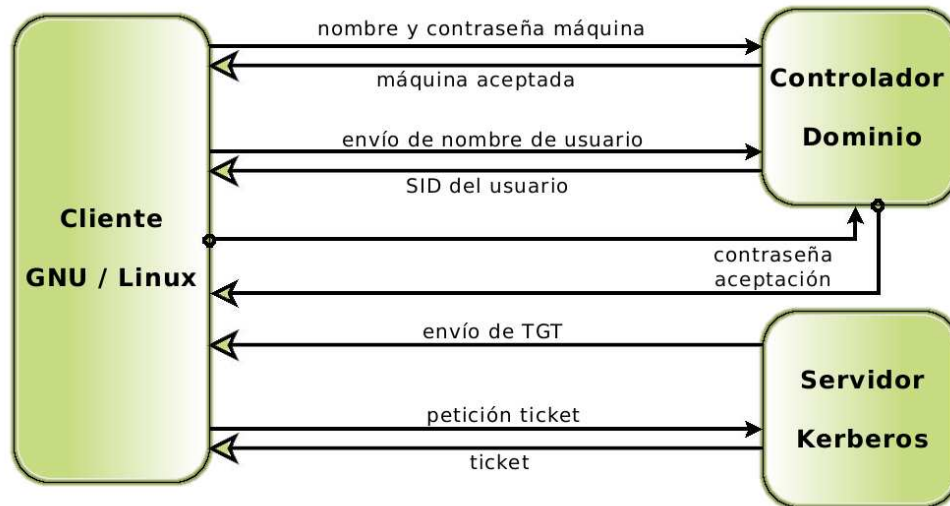 nombre y contraseña máquina
máquina aceptada
Controlador
Dominio
envío de nombre de usuario
SID del usuario
Cliente
GNU / Linux
contraseña
aceptación
envío de TGT
Servidor
Kerberos
petición ticket
ticket